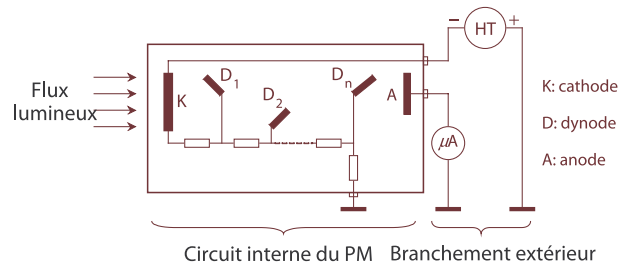 − HT +
Flux
lumineux
K
D1
D2
Dn
A
μA
K: cathode
D: dynode
A: anode
Circuit interne du PM
Branchement extérieur